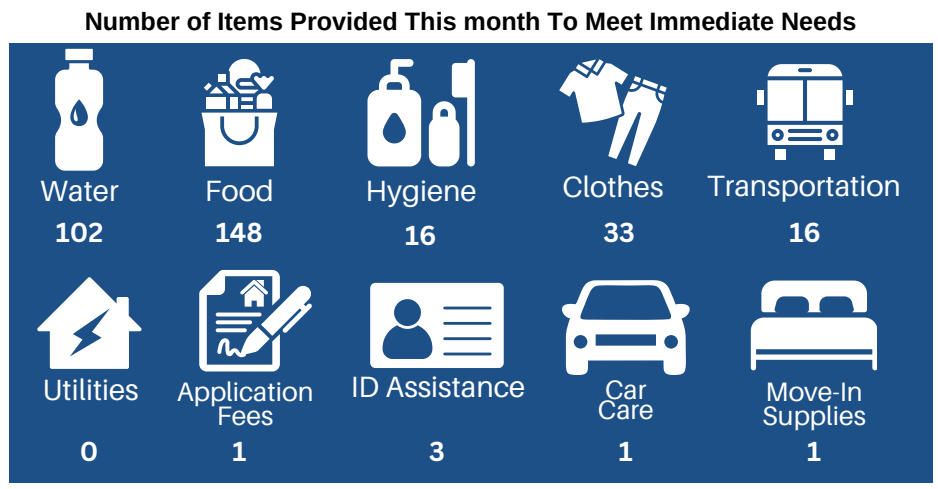 Number of Items Provided This month To Meet Immediate Needs
Water
Food
Hygiene
Clothes
Transportation
102
148
16
33
16
Utilities
Application
Fees
ID Assistance
Car
Care
Move-In
Supplies
0
1
3
1
1